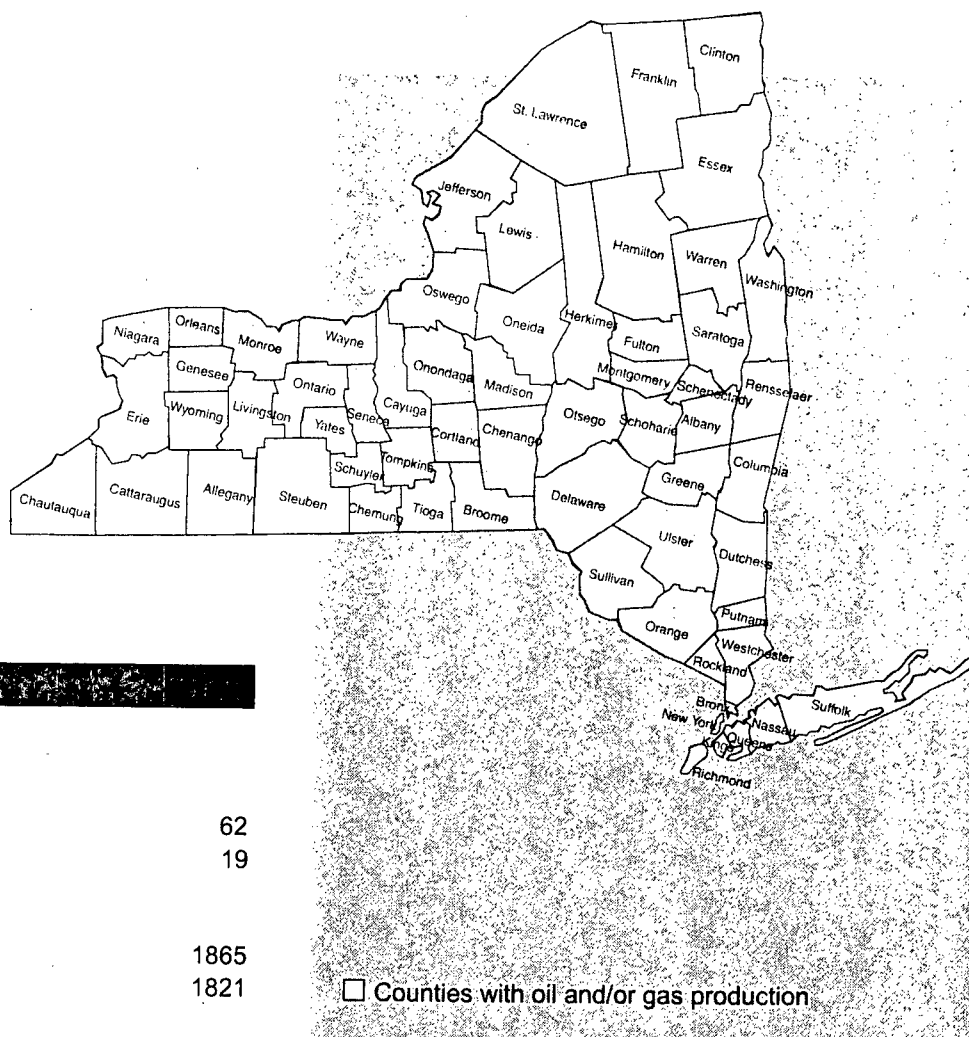 Clinton
Franklin
St. Lawrence
Essex
Jefferson
Lewis
Hamilton
Warren
Washington
Oswego
Oneida
Herkimer
Saratoga
Fulton
Niagara
Orleans
Monroe
Wayne
Genesee
Onondaga
Madison
Montgomery
Schenectady
Rensselaer
Ontario
Erie
Wyoming
Livingston
Yates
Seneca
Cayuga
Cortland
Chenango
Otsego
Schoharie
Albany
Schuyler
Tompkins
Columbia
Greene
Chautauqua
Cattaraugus
Allegany
Steuben
Chemung
Tioga
Broome
Delaware
Ulster
Dutchess
Sullivan
Putnam
Orange
Westchester
Rockland
Bronx
Suffolk
New York
Nassau
Kings
Queens
Richmond
62
19
1865
1821
Counties with oil and/or gas production